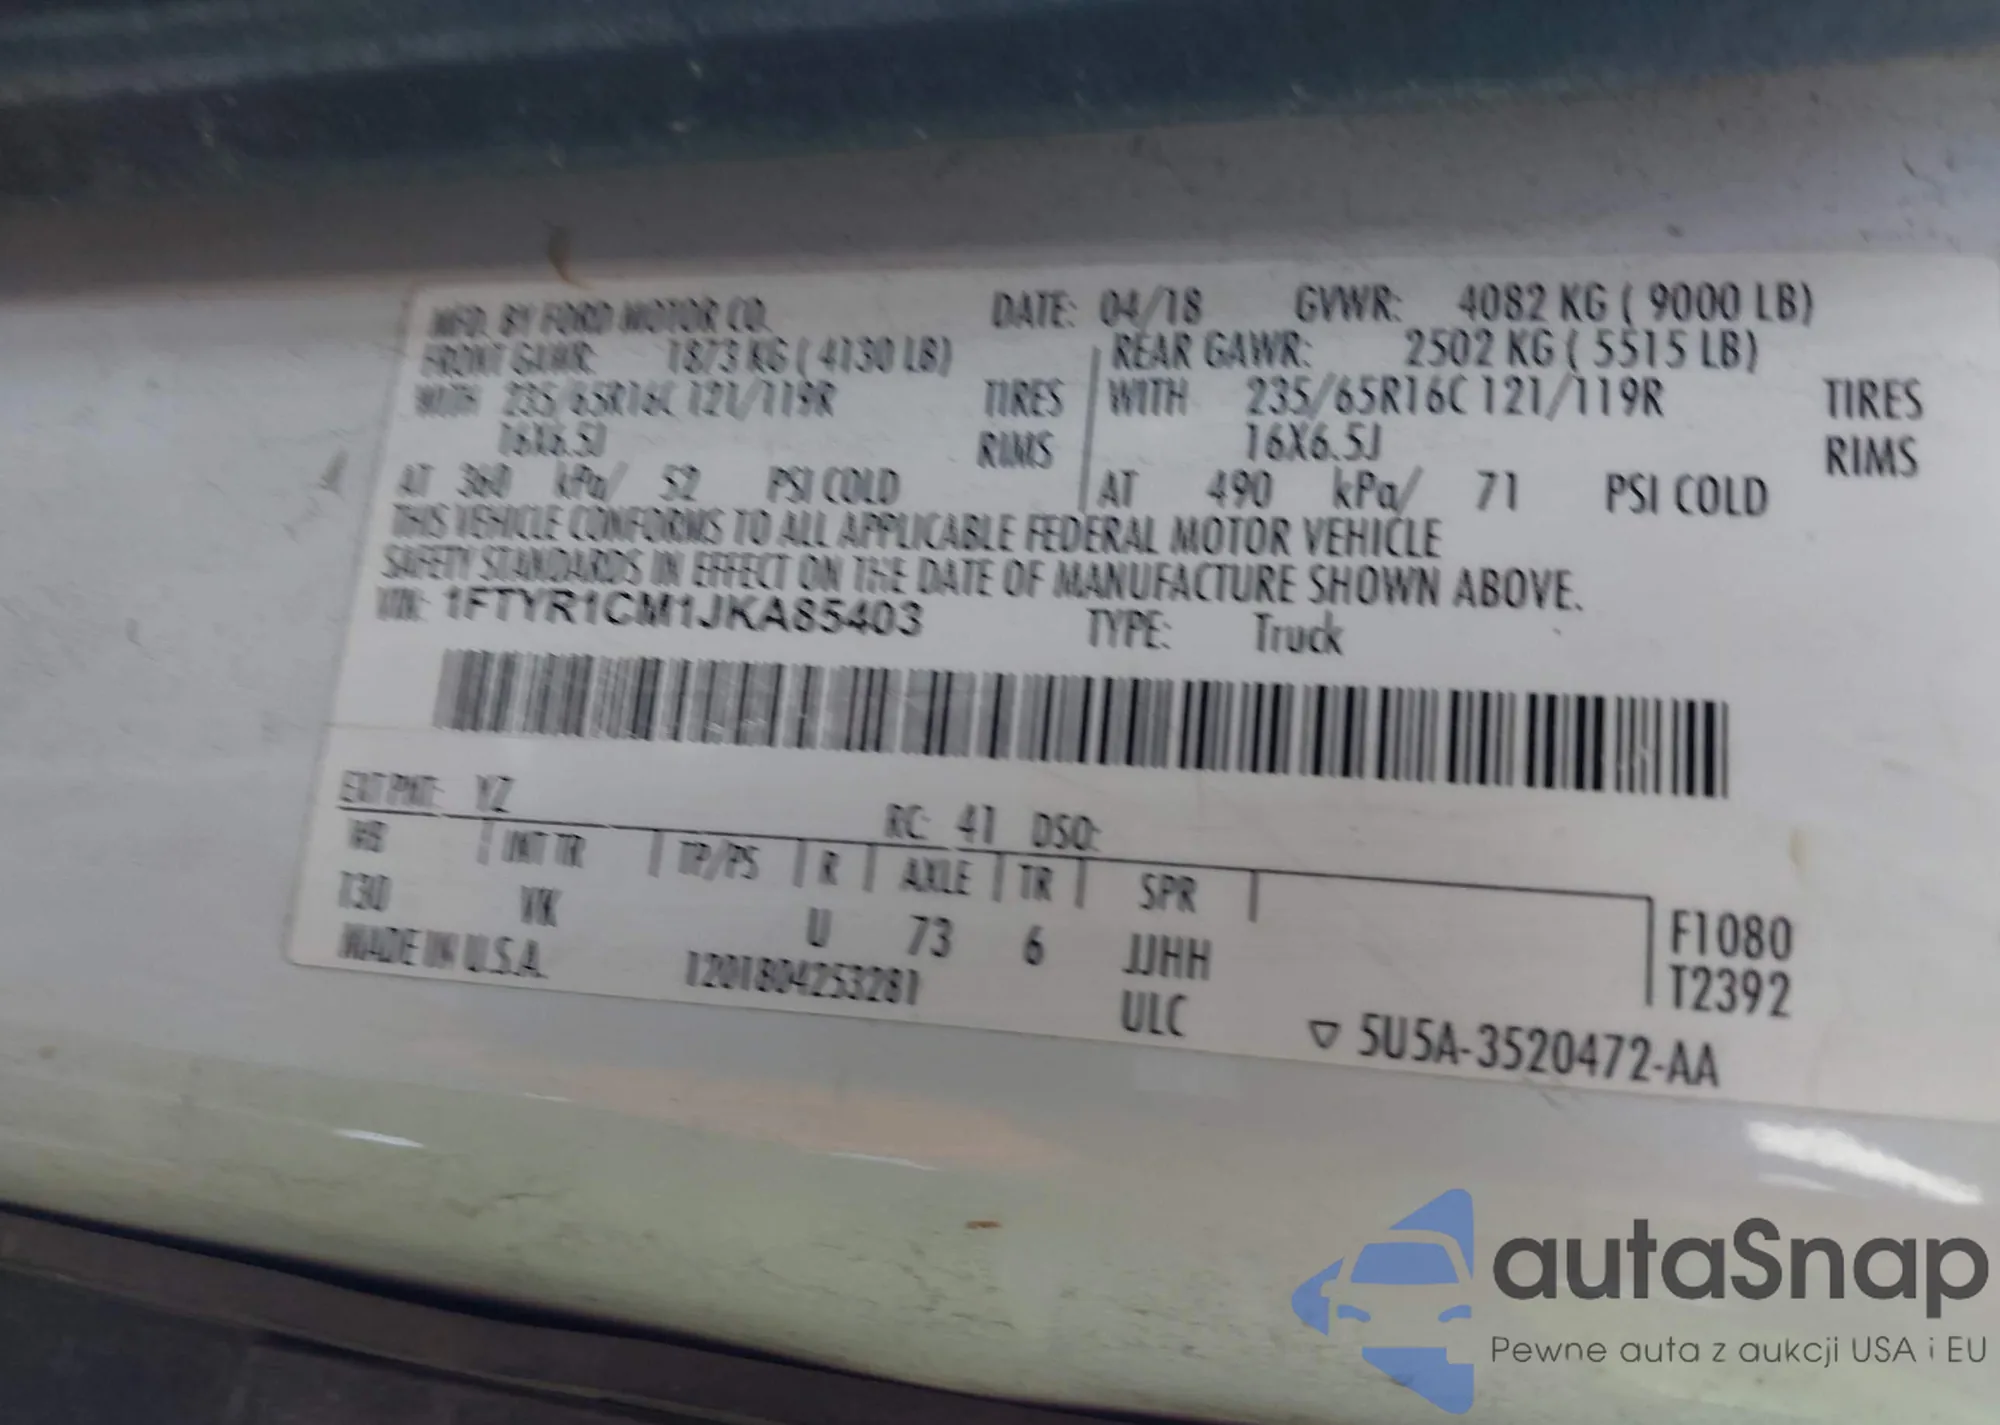 MFD. BY FORD MOTOR CO. DATE: 04/18 GVWR: 4082 KG ( 9000 LB)
FRONT GAWR: 1873 KG ( 4130 LB) REAR GAWR: 2502 KG ( 5515 LB)
WITH 235/65R16C 121/119R TIRES WITH 235/65R16C 121/119R TIRES
16X6.5J RIMS 16X6.5J RIMS
AT 360 kPa/ 52 PSI COLD AT 490 kPa/ 71 PSI COLD
THIS VEHICLE CONFORMS TO ALL APPLICABLE FEDERAL MOTOR VEHICLE
SAFETY STANDARDS IN EFFECT ON THE DATE OF MANUFACTURE SHOWN ABOVE.
VIN: 1FTYR1CM1JKA85403 TYPE: Truck
EXT PNT: YZ RC: 41 DSO:
WB INT TR TP/PS R AXLE TR SPR
130 VK U 73 6 JJHH F1080
MADE IN U.S.A. 1201804253281 ULC T2392
▽ 5U5A-3520472-AA
autaSnap
Pewne auta z aukcji USA i EU